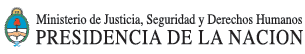 Ministerio de Justicia, Seguridad y Derechos Humanos
PRESIDENCIA DE LA NACION